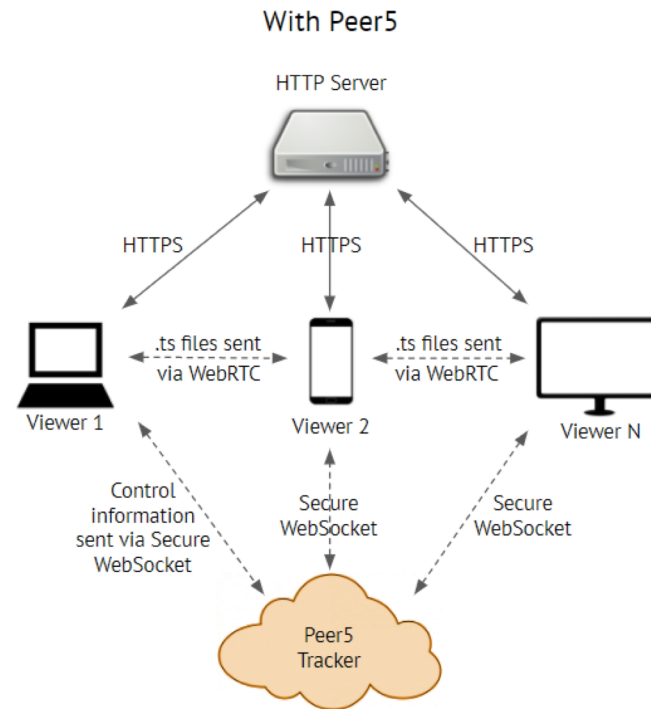 With Peer5
HTTP Server
HTTPS
HTTPS
HTTPS
.ts files sent
via WebRTC
.ts files sent
via WebRTC
Viewer 1
Viewer 2
Viewer N
Control
information
sent via Secure
WebSocket
Secure
WebSocket
Secure
WebSocket
Peer5
Tracker